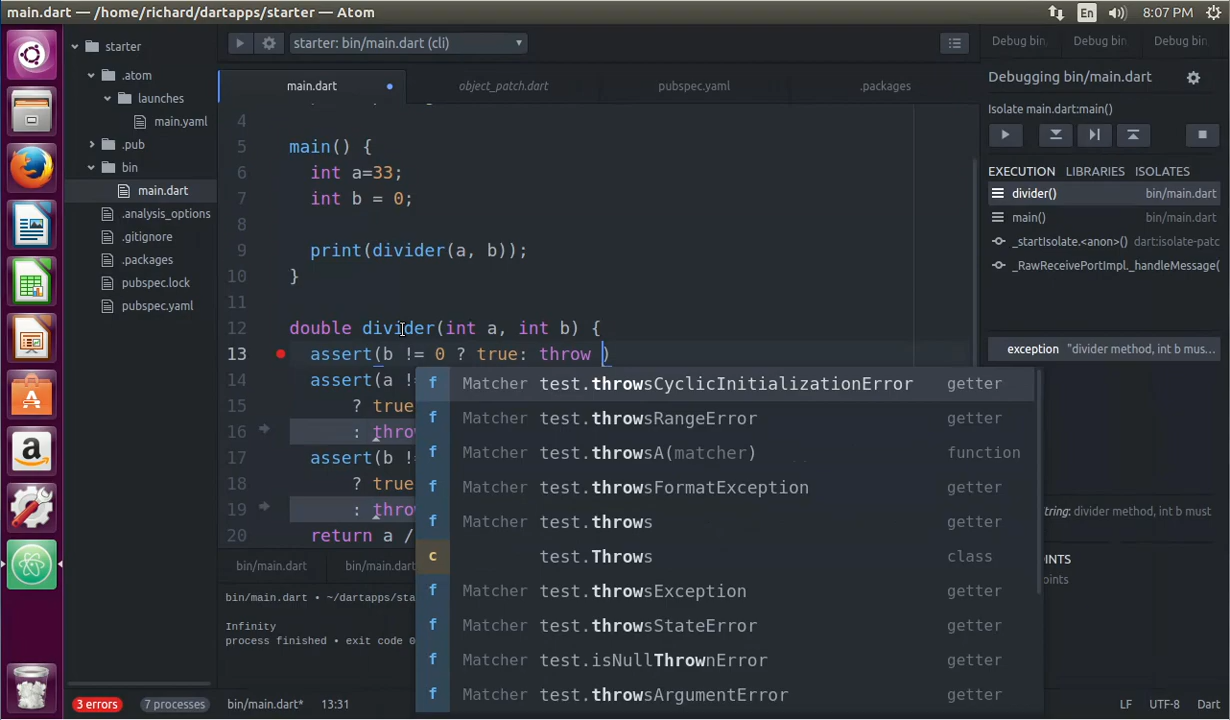 main.dart — /home/richard/dartapps/starter — Atom
En 8:07 PM
starter
.atom
launches
main.yaml
.pub
bin
main.dart
.analysis_options
.gitignore
.packages
pubspec.lock
pubspec.yaml
starter: bin/main.dart (cli)
main.dart object_patch.dart pubspec.yaml .packages
4
5 main() {
6 int a=33;
7 int b = 0;
8
9 print(divider(a, b));
10 }
11
12 double divider(int a, int b) {
13 assert(b != 0 ? true: throw )
14 assert(a
15 ? true
16 : throw
17 assert(b !=
18 ? true
19 : throw
20 return a /
f Matcher test.throwsCyclicInitializationError getter
f Matcher test.throwsRangeError getter
f Matcher test.throwsA(matcher) function
f Matcher test.throwsFormatException getter
f Matcher test.throws getter
c test.Throws class
f Matcher test.throwsException getter
f Matcher test.throwsStateError getter
f Matcher test.isNullThrownError getter
f Matcher test.throwsArgumentError getter
bin/main.dart bin/main.dart
bin/main.dart • ~/dartapps/sta
Infinity
process finished • exit code 0
Debug bin, Debug bin, Debug bin,
Debugging bin/main.dart
Isolate main.dart:main()
EXECUTION LIBRARIES ISOLATES
divider() bin/main.dart
main() bin/main.dart
_startIsolate.<anon>() dart:isolate-patc
_RawReceivePortImpl._handleMessage(
exception "divider method, int b mus...
string: divider method, int b must
3 errors 7 processes bin/main.dart* 13:31 LF UTF-8 Dart